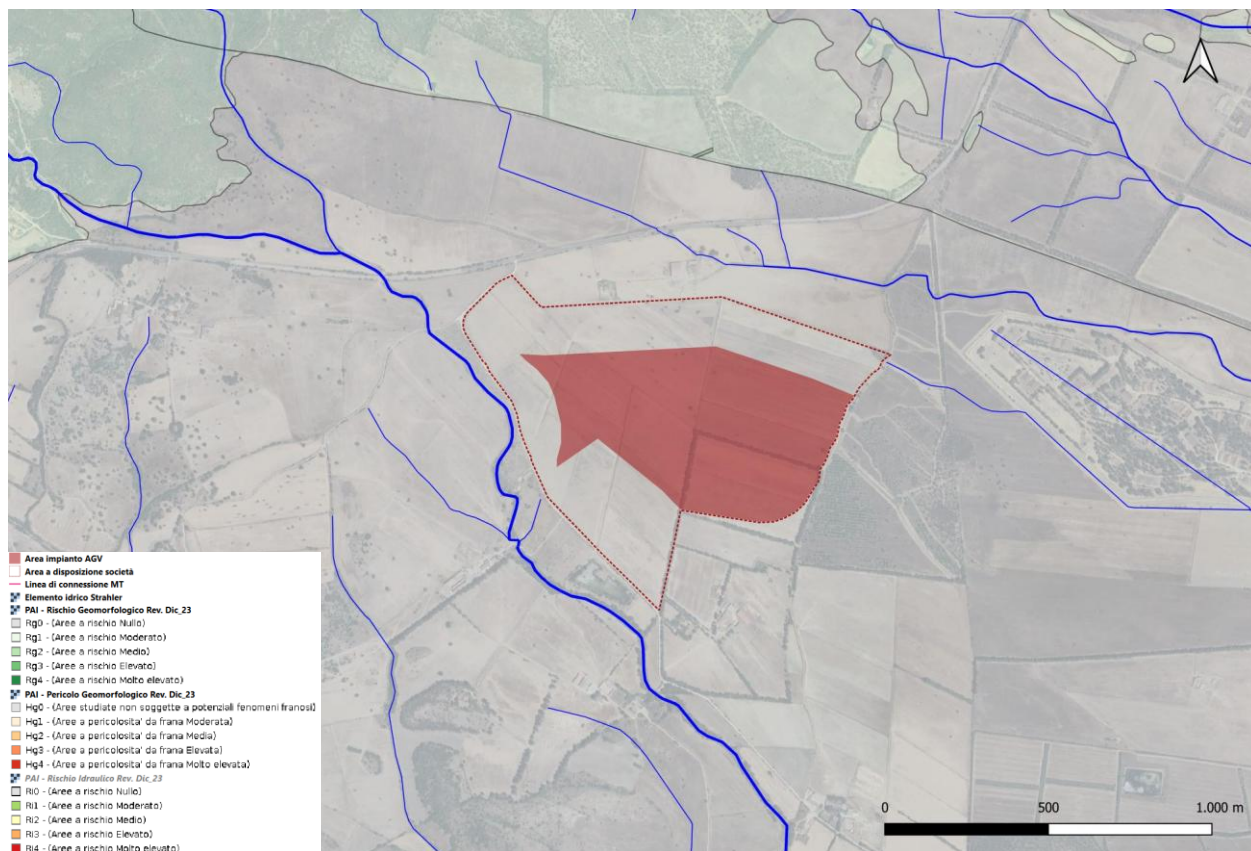 Area impianto AGV
Area a disposizione società
Linea di connessione MT
Elemento idrico Strahler
PAI - Rischio Geomorfologico Rev. Dic_23
Rg0 - (Aree a rischio Nullo)
Rg1 - (Aree a rischio Moderato)
Rg2 - (Aree a rischio Medio)
Rg3 - (Aree a rischio Elevato)
Rg4 - (Aree a rischio Molto elevato)
PAI - Pericolo Geomorfologico Rev. Dic_23
Hg0 - (Aree studiate non soggette a potenziali fenomeni franosi)
Hg1 - (Aree a pericolosita' da frana Moderata)
Hg2 - (Aree a pericolosita' da frana Media)
Hg3 - (Aree a pericolosita' da frana Elevata)
Hg4 - (Aree a pericolosita' da frana Molto elevata)
PAI - Rischio Idraulico Rev. Dic_23
Ri0 - (Aree a rischio Nullo)
Ri1 - (Aree a rischio Moderato)
Ri2 - (Aree a rischio Medio)
Ri3 - (Aree a rischio Elevato)
Ri4 - (Aree a rischio Molto elevato)
0 500 1.000 m